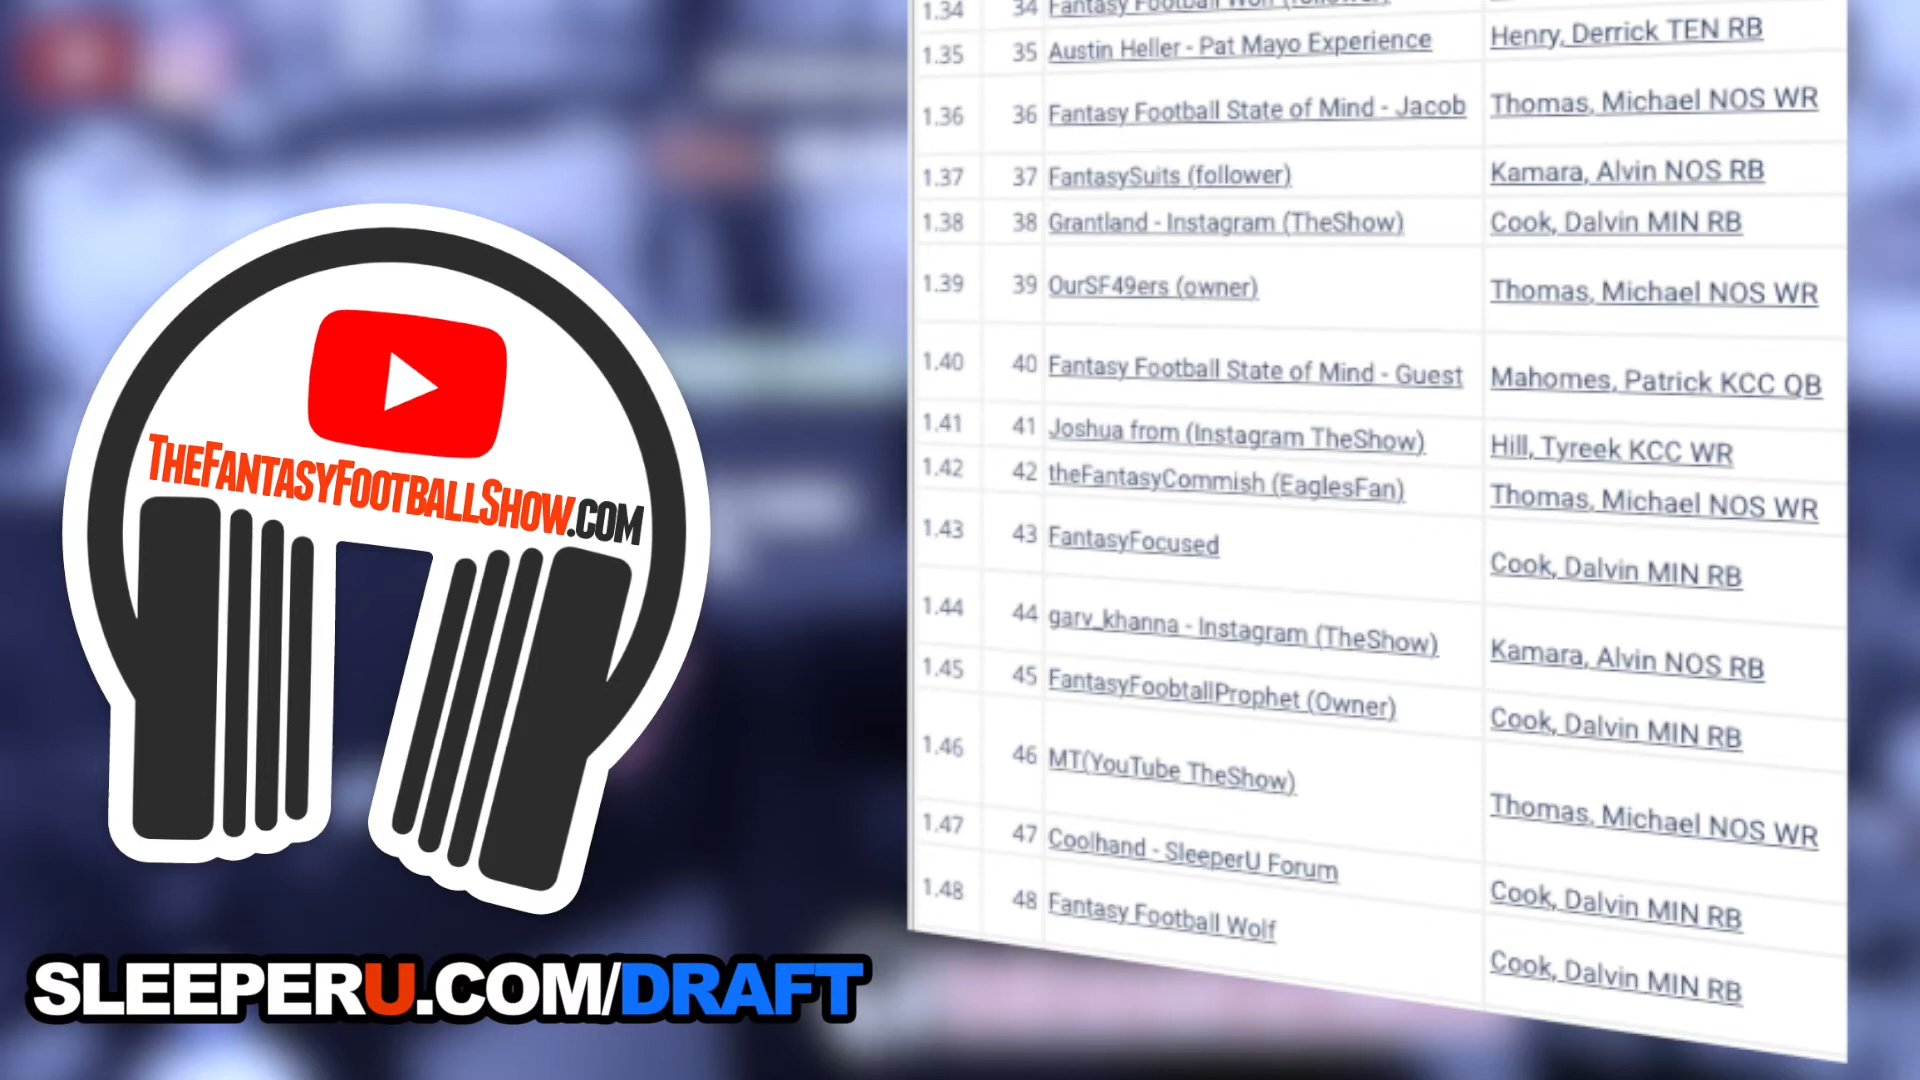 THEFANTASYFOOTBALLSHOW.COM
SLEEPERU.COM/DRAFT
1.34 34 Fantasy Football Wolf (follower)
1.35 35 Austin Heller - Pat Mayo Experience Henry, Derrick TEN RB
1.36 36 Fantasy Football State of Mind - Jacob Thomas, Michael NOS WR
1.37 37 FantasySuits (follower) Kamara, Alvin NOS RB
1.38 38 Grantland - Instagram (TheShow) Cook, Dalvin MIN RB
1.39 39 OurSF49ers (owner) Thomas, Michael NOS WR
1.40 40 Fantasy Football State of Mind - Guest Mahomes, Patrick KCC QB
1.41 41 Joshua from (Instagram TheShow) Hill, Tyreek KCC WR
1.42 42 theFantasyCommish (EaglesFan) Thomas, Michael NOS WR
1.43 43 FantasyFocused Cook, Dalvin MIN RB
1.44 44 garv_khanna - Instagram (TheShow) Kamara, Alvin NOS RB
1.45 45 FantasyFoobtallProphet (Owner) Cook, Dalvin MIN RB
1.46 46 MT(YouTube TheShow) Thomas, Michael NOS WR
1.47 47 Coolhand - SleeperU Forum Cook, Dalvin MIN RB
1.48 48 Fantasy Football Wolf Cook, Dalvin MIN RB